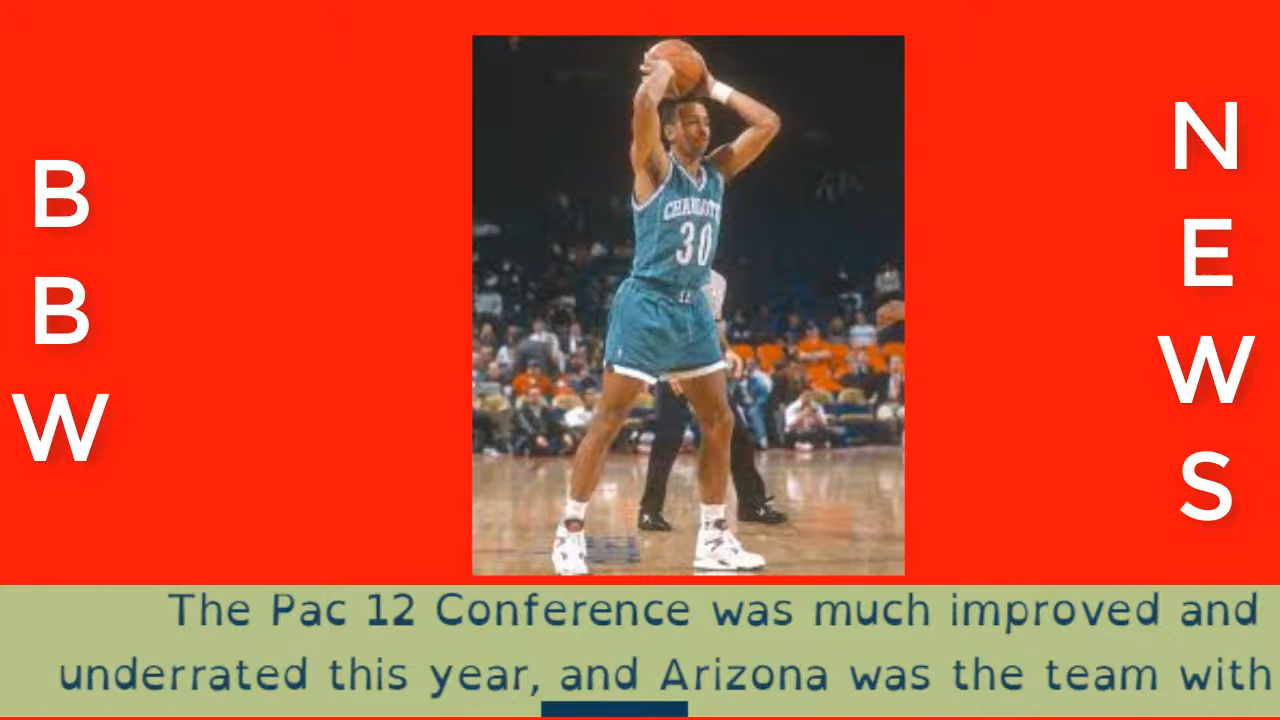 B
B
W
N
E
W
S
CHARLOTTE
30
The Pac 12 Conference was much improved and
underrated this year, and Arizona was the team with